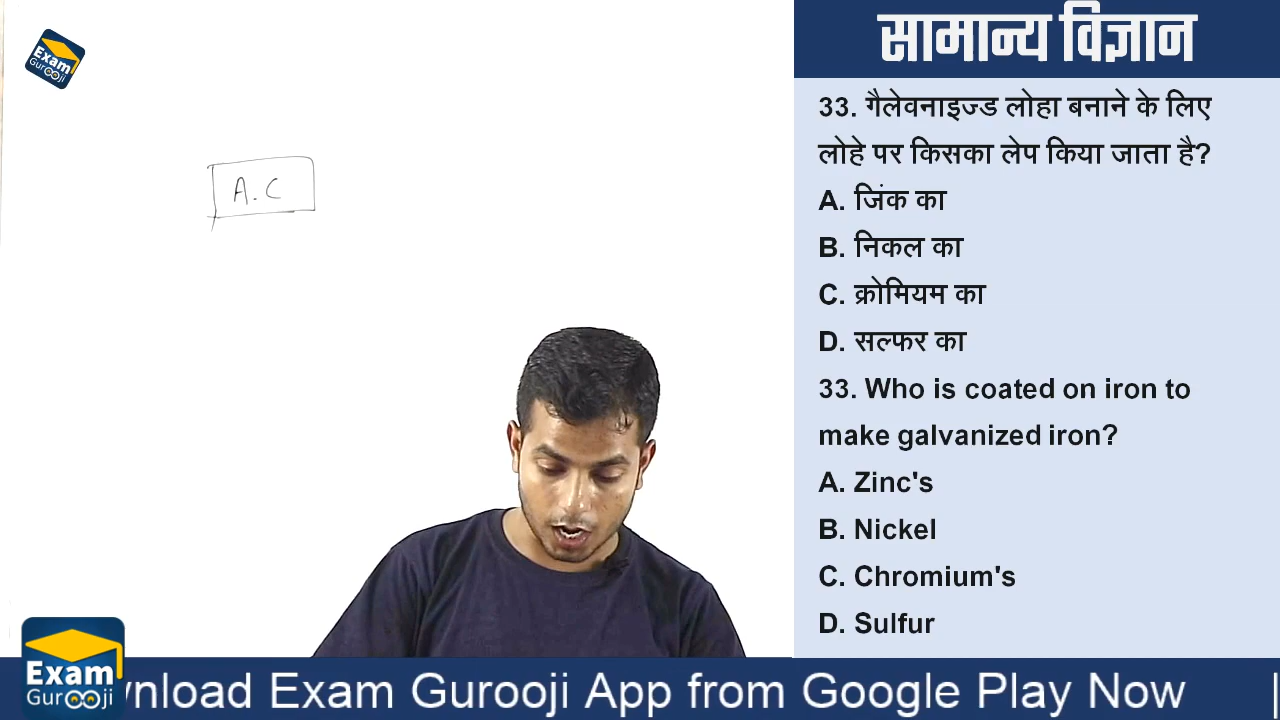 Exam
Gurooji
A.C
सामान्य विज्ञान
33. गैलेवनाइज्ड लोहा बनाने के लिए
लोहे पर किसका लेप किया जाता है?
A. जिंक का
B. निकल का
C. क्रोमियम का
D. सल्फर का
33. Who is coated on iron to
make galvanized iron?
A. Zinc's
B. Nickel
C. Chromium's
D. Sulfur
Exam
Gurooji
wnload Exam Gurooji App from Google Play Now |